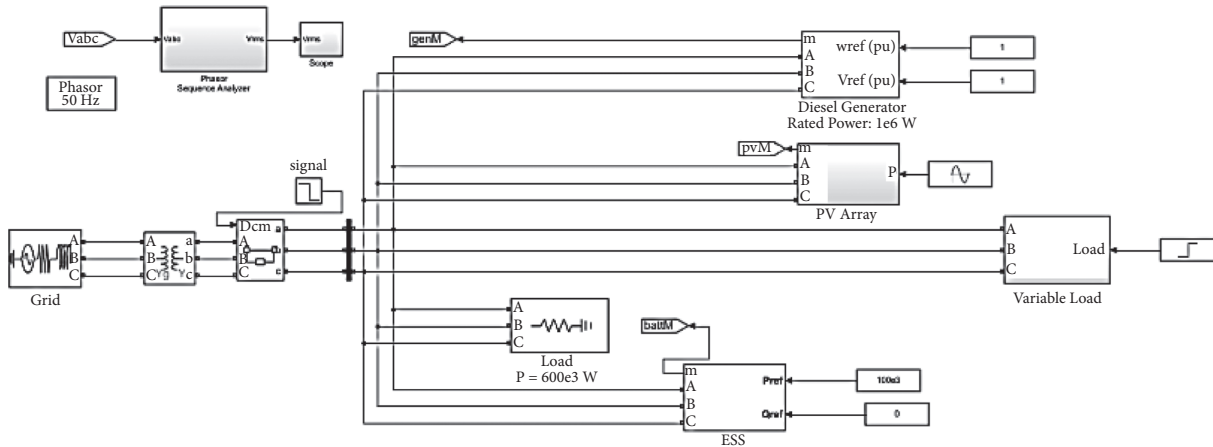 Vabc
Vabc
Vrms
Vrms
Scope
Phasor
Sequence Analyzer
Phasor
50 Hz
genM
m
A
B
C
wref (pu)
Vref (pu)
1
1
Diesel Generator
Rated Power: 1e6 W
pvM
m
A
B
C
P
PV Array
signal
A
B
C
Grid
A
B
C
a
b
c
Yg
Y
Dcm
A
B
C
a
b
c
A
B
C
Load
Variable Load
A
B
C
Load
P = 600e3 W
battM
m
A
B
C
Pref
Qref
100e3
0
ESS